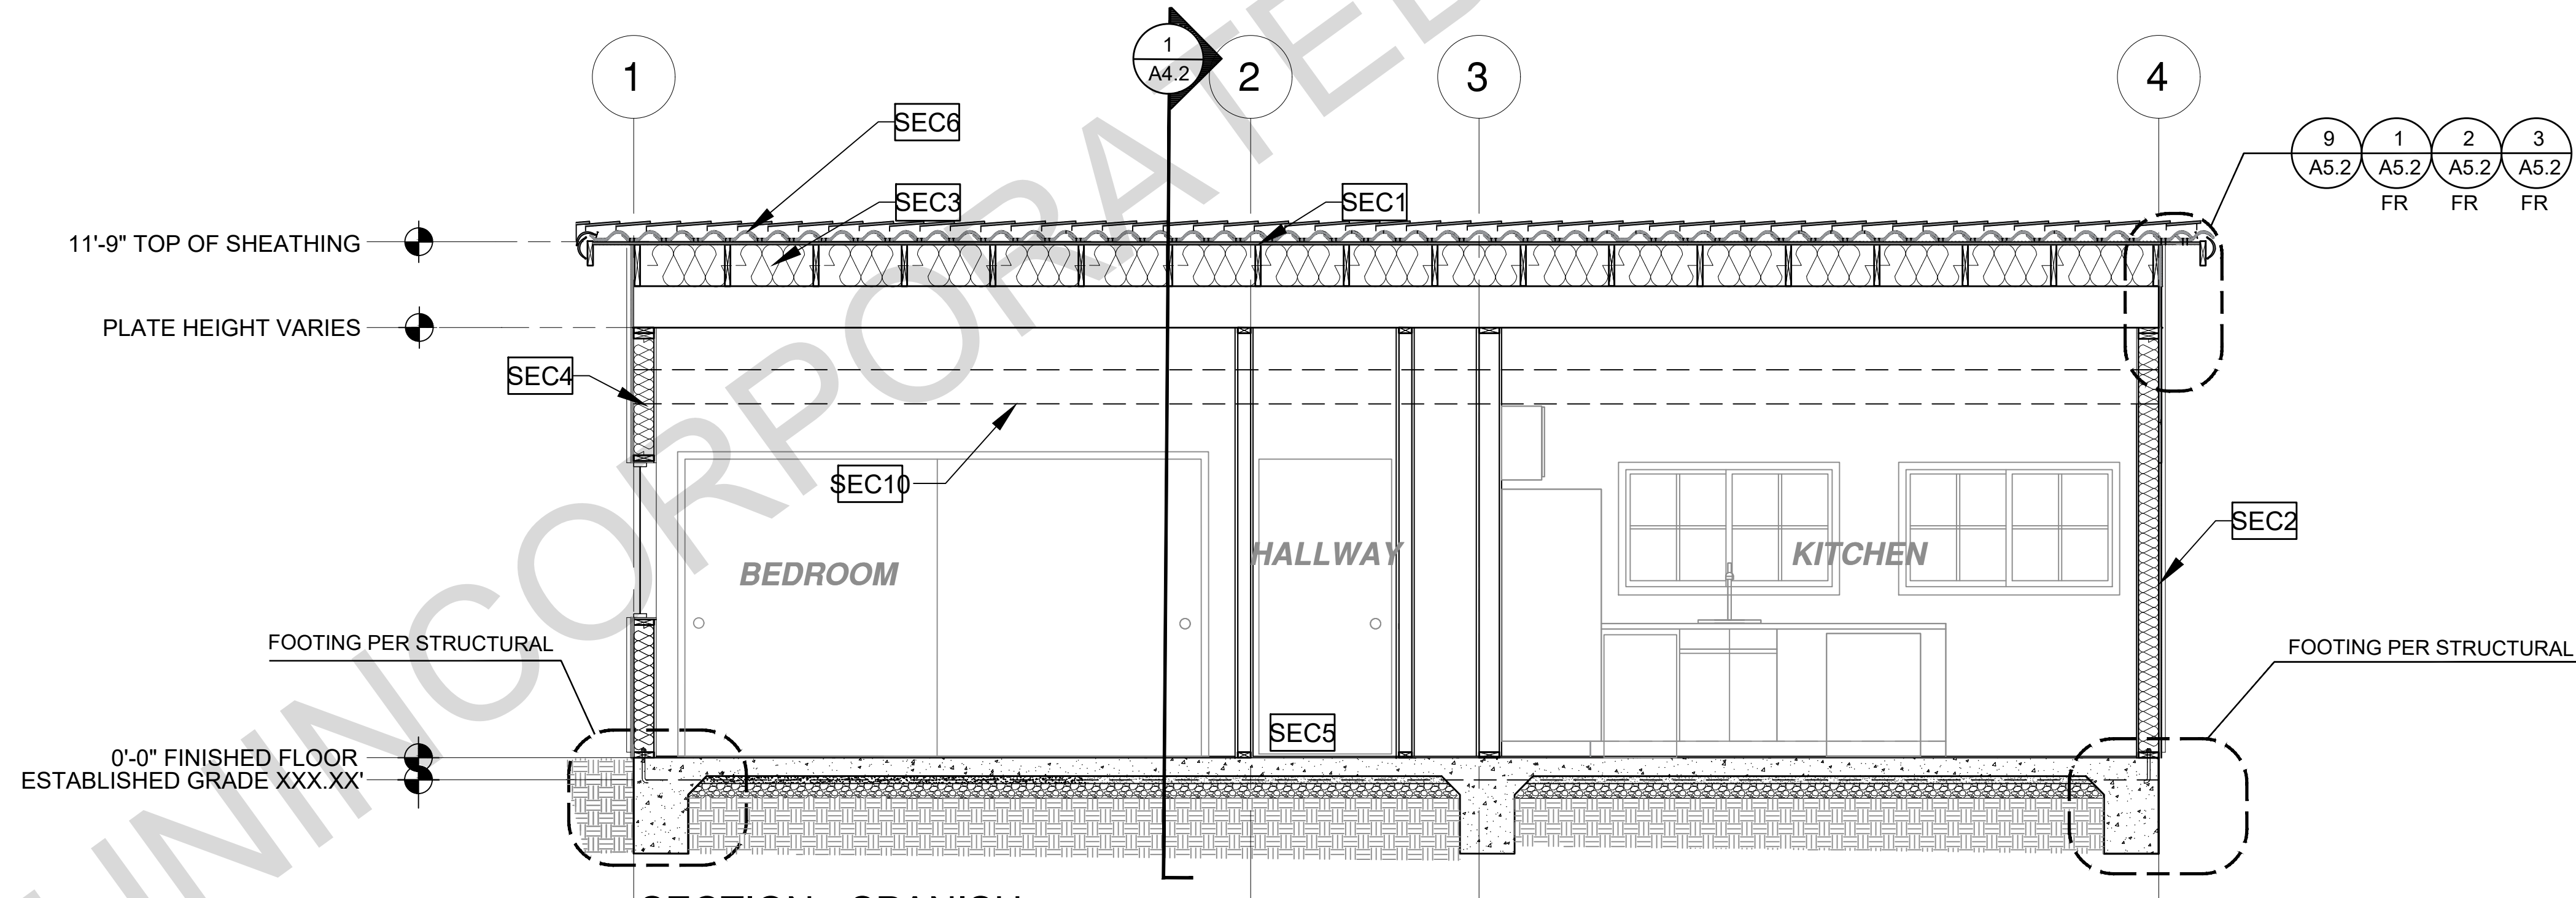 1
1
A4.2
2
3
4
SEC6
9
A5.2
1
A5.2
FR
2
A5.2
FR
3
A5.2
FR
SEC3
SEC1
11'-9" TOP OF SHEATHING
PLATE HEIGHT VARIES
SEC4
SEC10
SEC2
BEDROOM
HALLWAY
KITCHEN
FOOTING PER STRUCTURAL
FOOTING PER STRUCTURAL
SEC5
0'-0" FINISHED FLOOR
ESTABLISHED GRADE XXX.XX'
UNINCORPORATED
SECTION - SPANISH